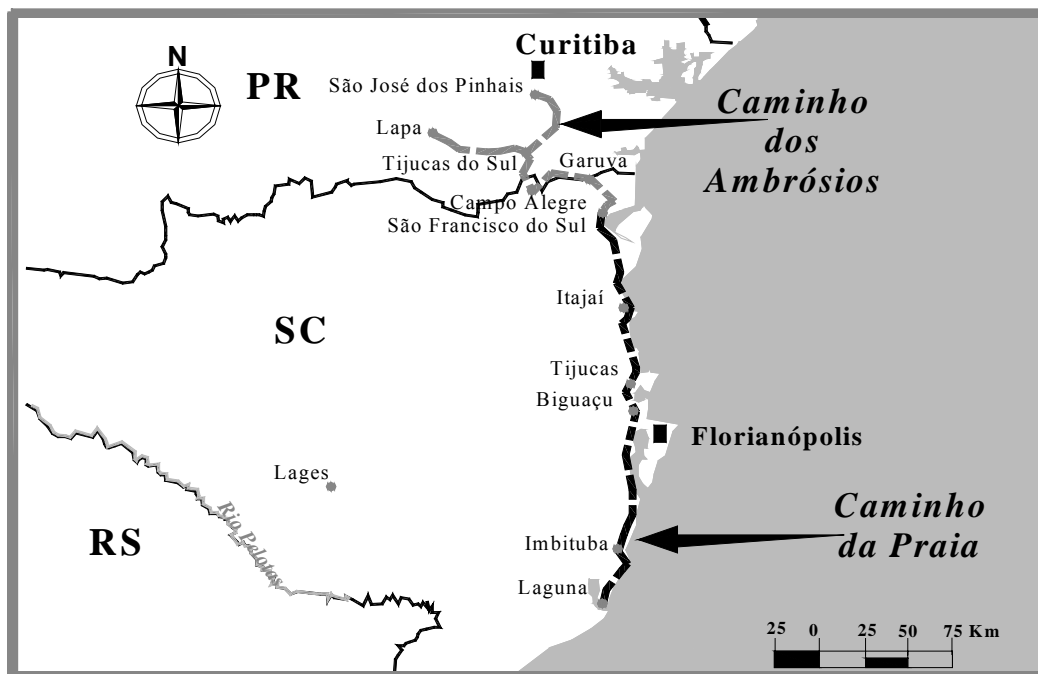 Curitiba
N
PR
São José dos Pinhais
Caminho
dos
Ambrósios
Lapa
Tijucas do Sul
Garuva
Campo Alegre
São Francisco do Sul
Itajaí
SC
Tijucas
Biguaçu
Florianópolis
Lages
Rio Pelotas
RS
Caminho
da Praia
Imbituba
Laguna
25 0 25 50 75 Km